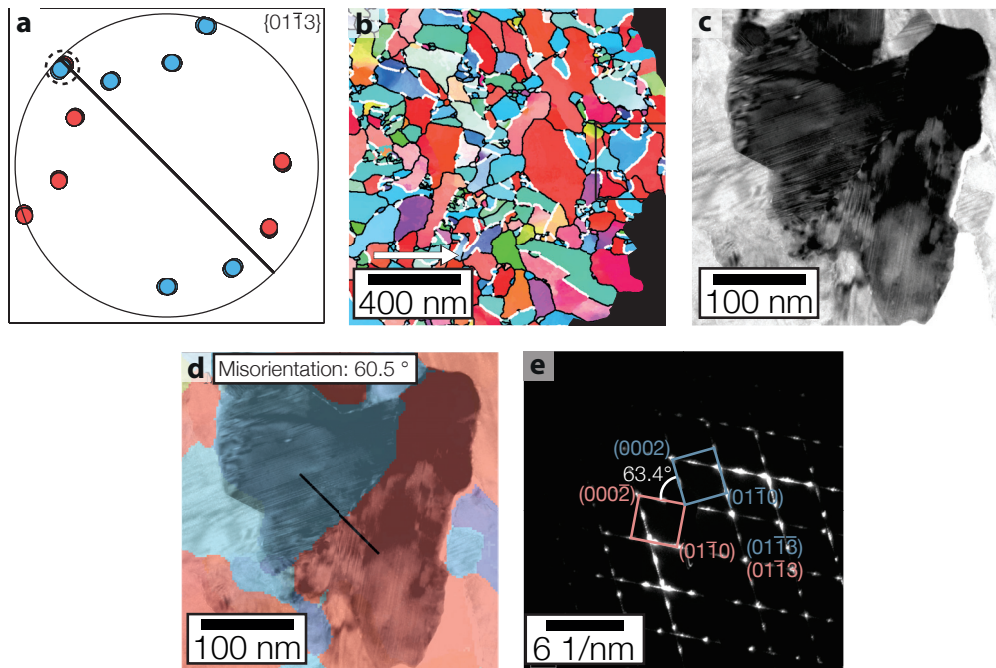 a
{011̄3}
b
400 nm
c
100 nm
d
Misorientation: 60.5 °
100 nm
e
(0002)
63.4°
(0002̄)
(011̄0)
(011̄0)
(011̄3̄)
(011̄3)
6 1/nm